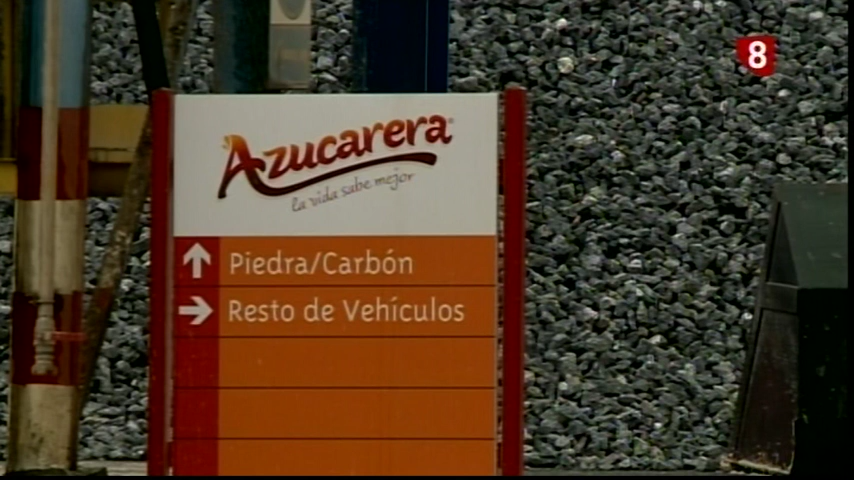 8
Azucarera
la vida sabe mejor
Piedra/Carbón
Resto de Vehículos